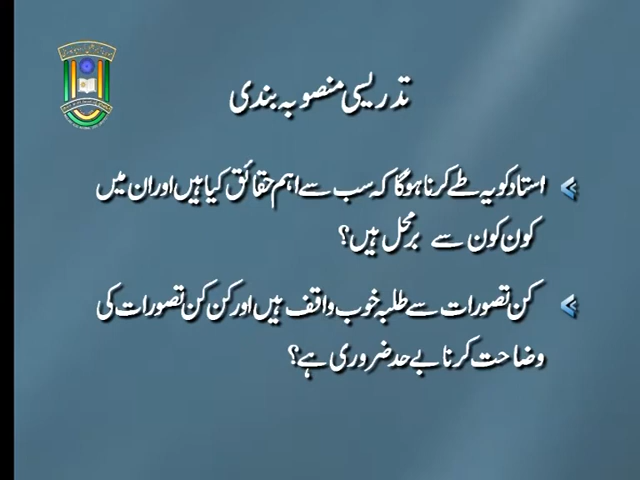 تدریسی منصوبہ بندی
استاد کو یہ طے کرنا ہوگا کہ سب سے اہم حقائق کیا ہیں اور ان میں
کون کون سے برمحل ہیں؟
کن تصورات سے طلبہ خوب واقف ہیں اور کن کن تصورات کی
وضاحت کرنا بے حد ضروری ہے؟